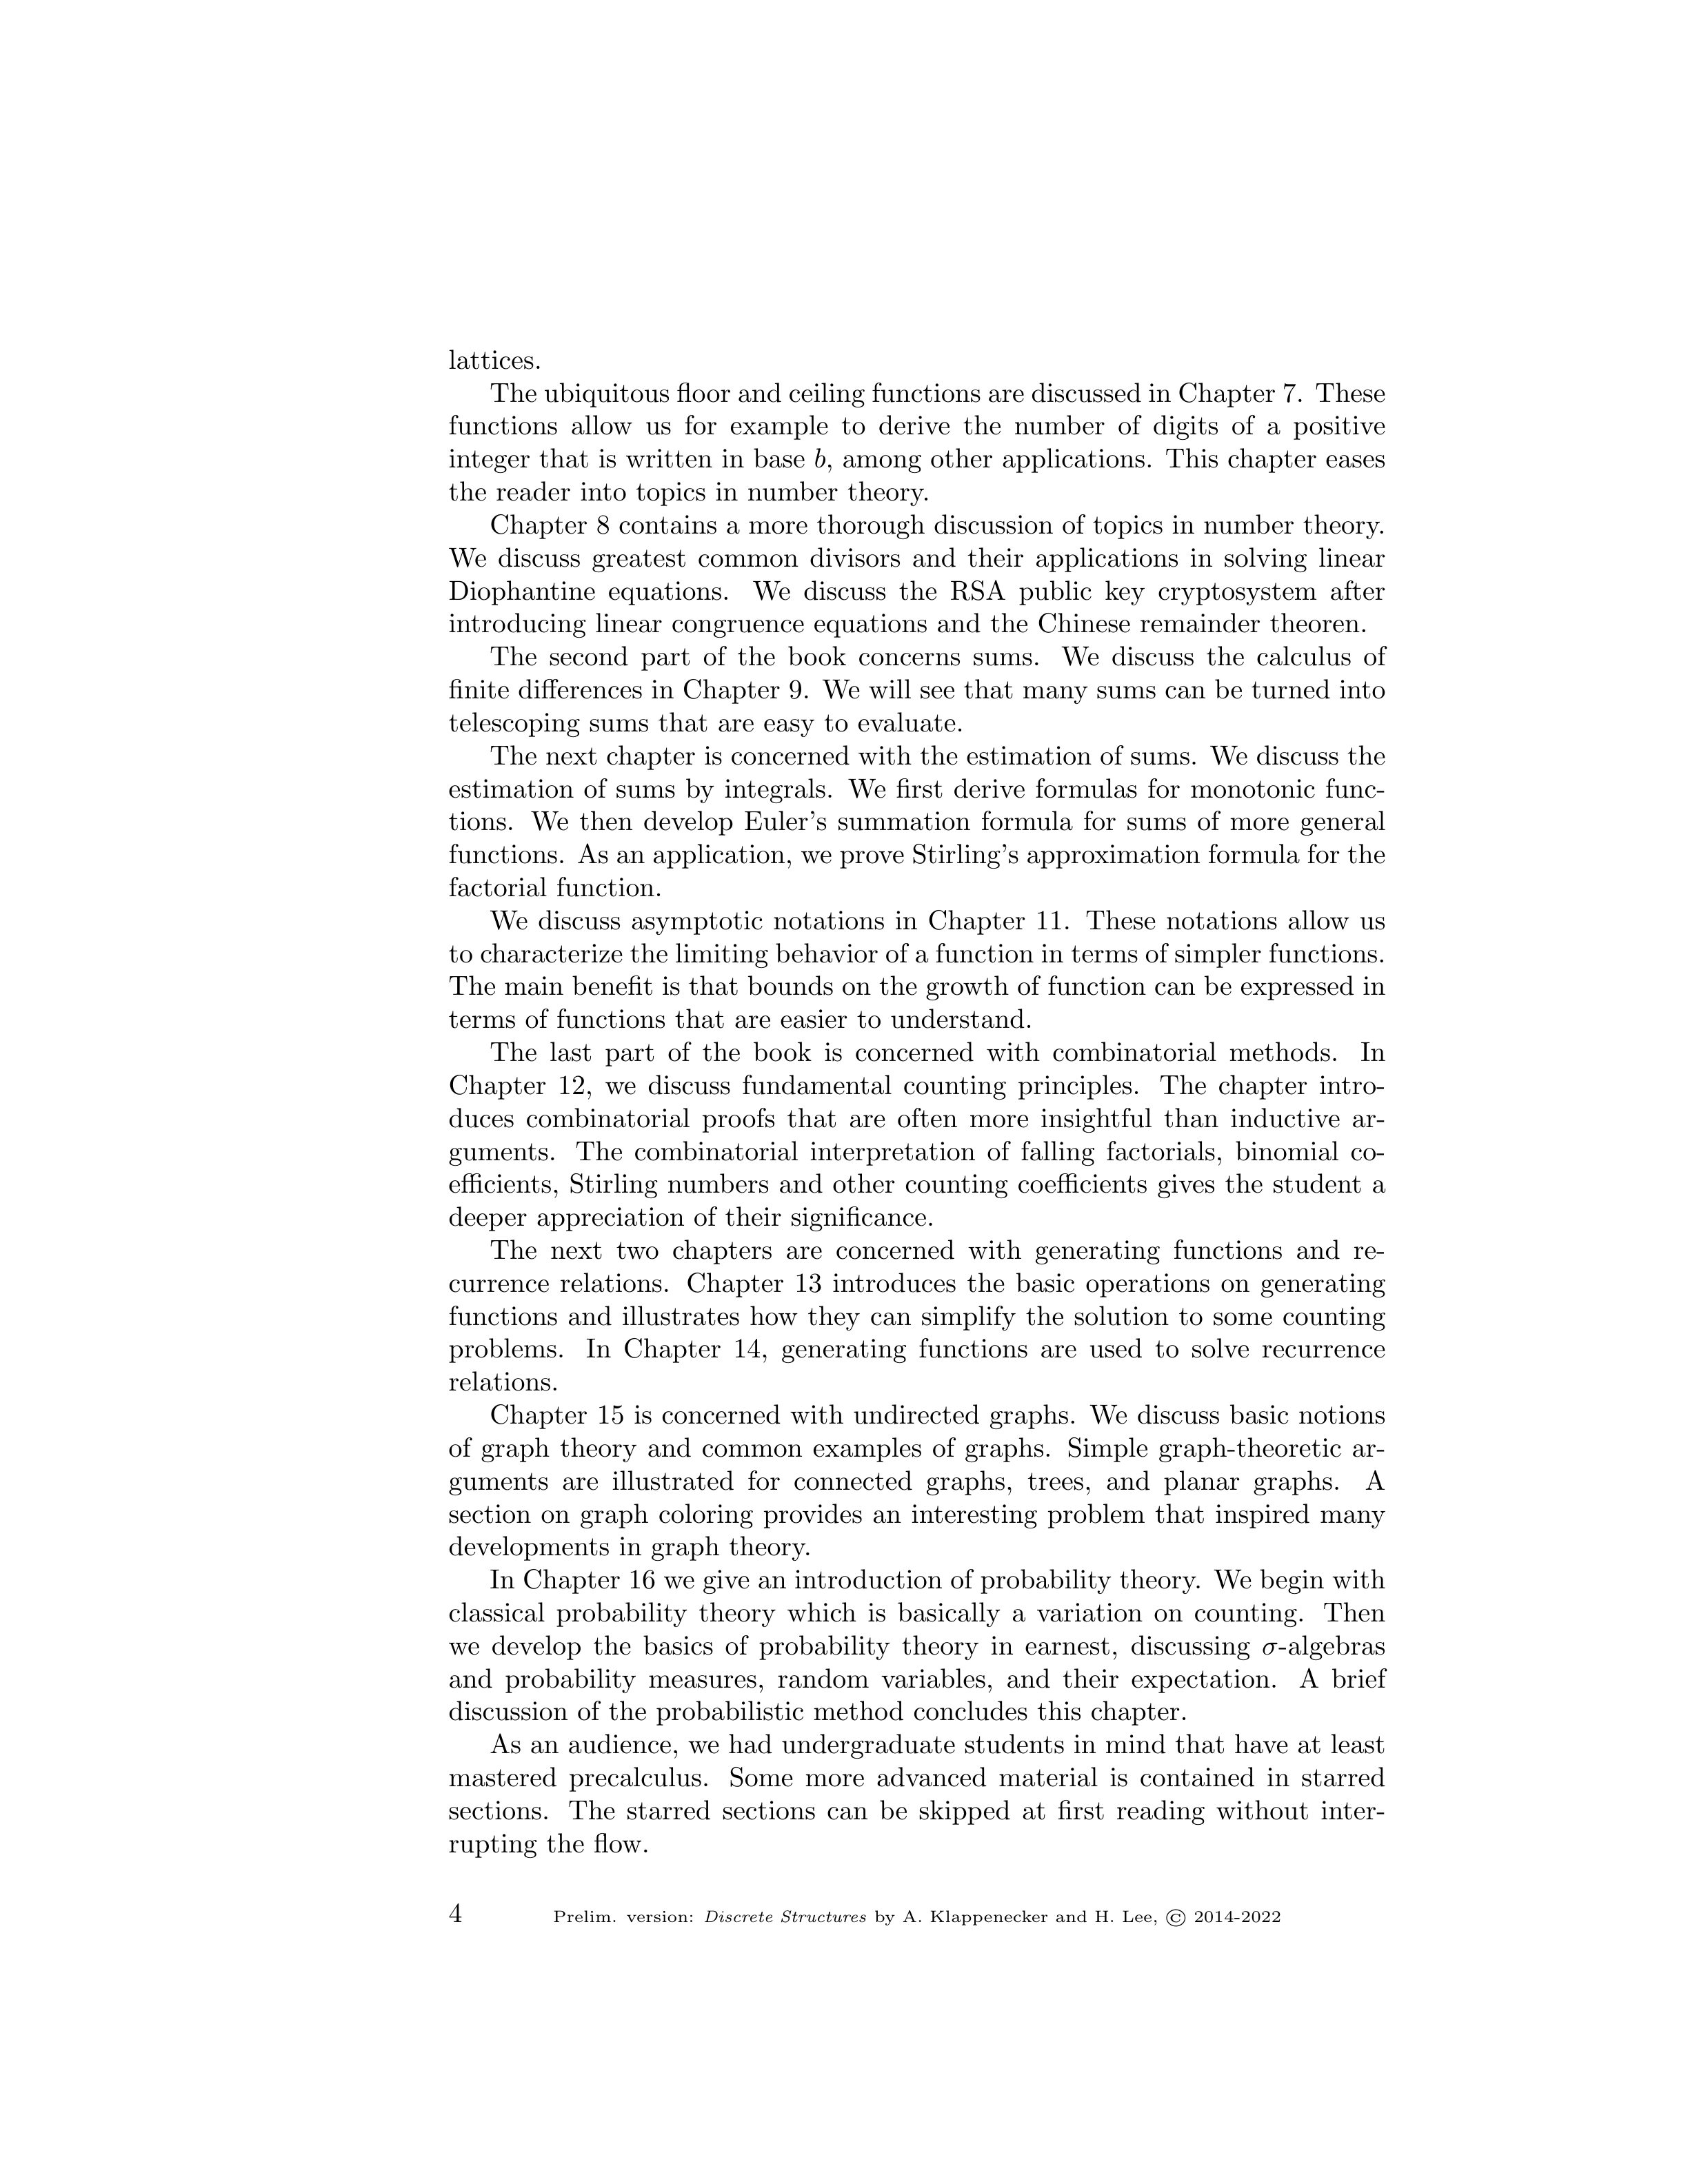 lattices.
The ubiquitous floor and ceiling functions are discussed in Chapter 7. These
functions allow us for example to derive the number of digits of a positive
integer that is written in base b, among other applications. This chapter eases
the reader into topics in number theory.
Chapter 8 contains a more thorough discussion of topics in number theory.
We discuss greatest common divisors and their applications in solving linear
Diophantine equations. We discuss the RSA public key cryptosystem after
introducing linear congruence equations and the Chinese remainder theoren.
The second part of the book concerns sums. We discuss the calculus of
finite differences in Chapter 9. We will see that many sums can be turned into
telescoping sums that are easy to evaluate.
The next chapter is concerned with the estimation of sums. We discuss the
estimation of sums by integrals. We first derive formulas for monotonic func-
tions. We then develop Euler's summation formula for sums of more general
functions. As an application, we prove Stirling's approximation formula for the
factorial function.
We discuss asymptotic notations in Chapter 11. These notations allow us
to characterize the limiting behavior of a function in terms of simpler functions.
The main benefit is that bounds on the growth of function can be expressed in
terms of functions that are easier to understand.
The last part of the book is concerned with combinatorial methods. In
Chapter 12, we discuss fundamental counting principles. The chapter intro-
duces combinatorial proofs that are often more insightful than inductive ar-
guments. The combinatorial interpretation of falling factorials, binomial co-
efficients, Stirling numbers and other counting coefficients gives the student a
deeper appreciation of their significance.
The next two chapters are concerned with generating functions and re-
currence relations. Chapter 13 introduces the basic operations on generating
functions and illustrates how they can simplify the solution to some counting
problems. In Chapter 14, generating functions are used to solve recurrence
relations.
Chapter 15 is concerned with undirected graphs. We discuss basic notions
of graph theory and common examples of graphs. Simple graph-theoretic ar-
guments are illustrated for connected graphs, trees, and planar graphs. A
section on graph coloring provides an interesting problem that inspired many
developments in graph theory.
In Chapter 16 we give an introduction of probability theory. We begin with
classical probability theory which is basically a variation on counting. Then
we develop the basics of probability theory in earnest, discussing σ-algebras
and probability measures, random variables, and their expectation. A brief
discussion of the probabilistic method concludes this chapter.
As an audience, we had undergraduate students in mind that have at least
mastered precalculus. Some more advanced material is contained in starred
sections. The starred sections can be skipped at first reading without inter-
rupting the flow.
4 Prelim. version: Discrete Structures by A. Klappenecker and H. Lee, © 2014-2022